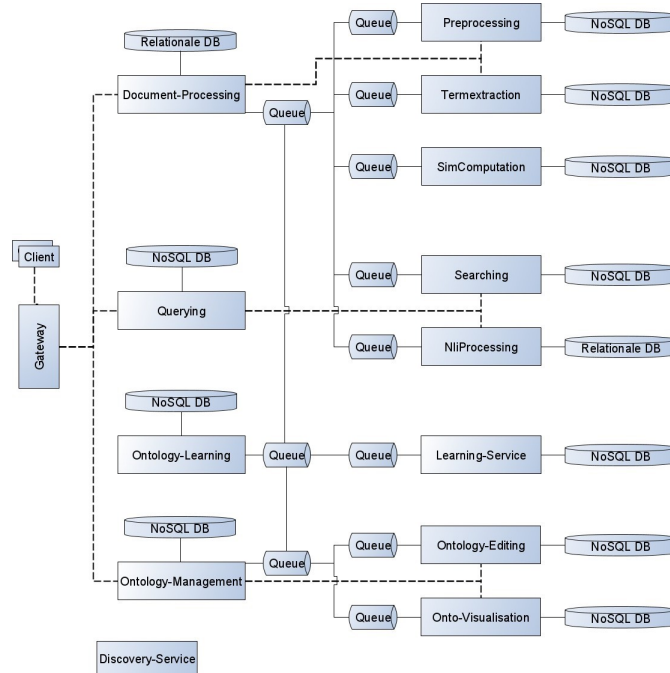 Queue
Preprocessing
NoSQL DB
Relationale DB
Document-Processing
Queue
Queue
Termextraction
NoSQL DB
Queue
SimComputation
NoSQL DB
Client
NoSQL DB
Queue
Searching
NoSQL DB
Gateway
Querying
Queue
NliProcessing
Relationale DB
NoSQL DB
Ontology-Learning
Queue
Queue
Learning-Service
NoSQL DB
NoSQL DB
Queue
Ontology-Editing
NoSQL DB
Ontology-Management
Queue
Queue
Onto-Visualisation
NoSQL DB
Discovery-Service